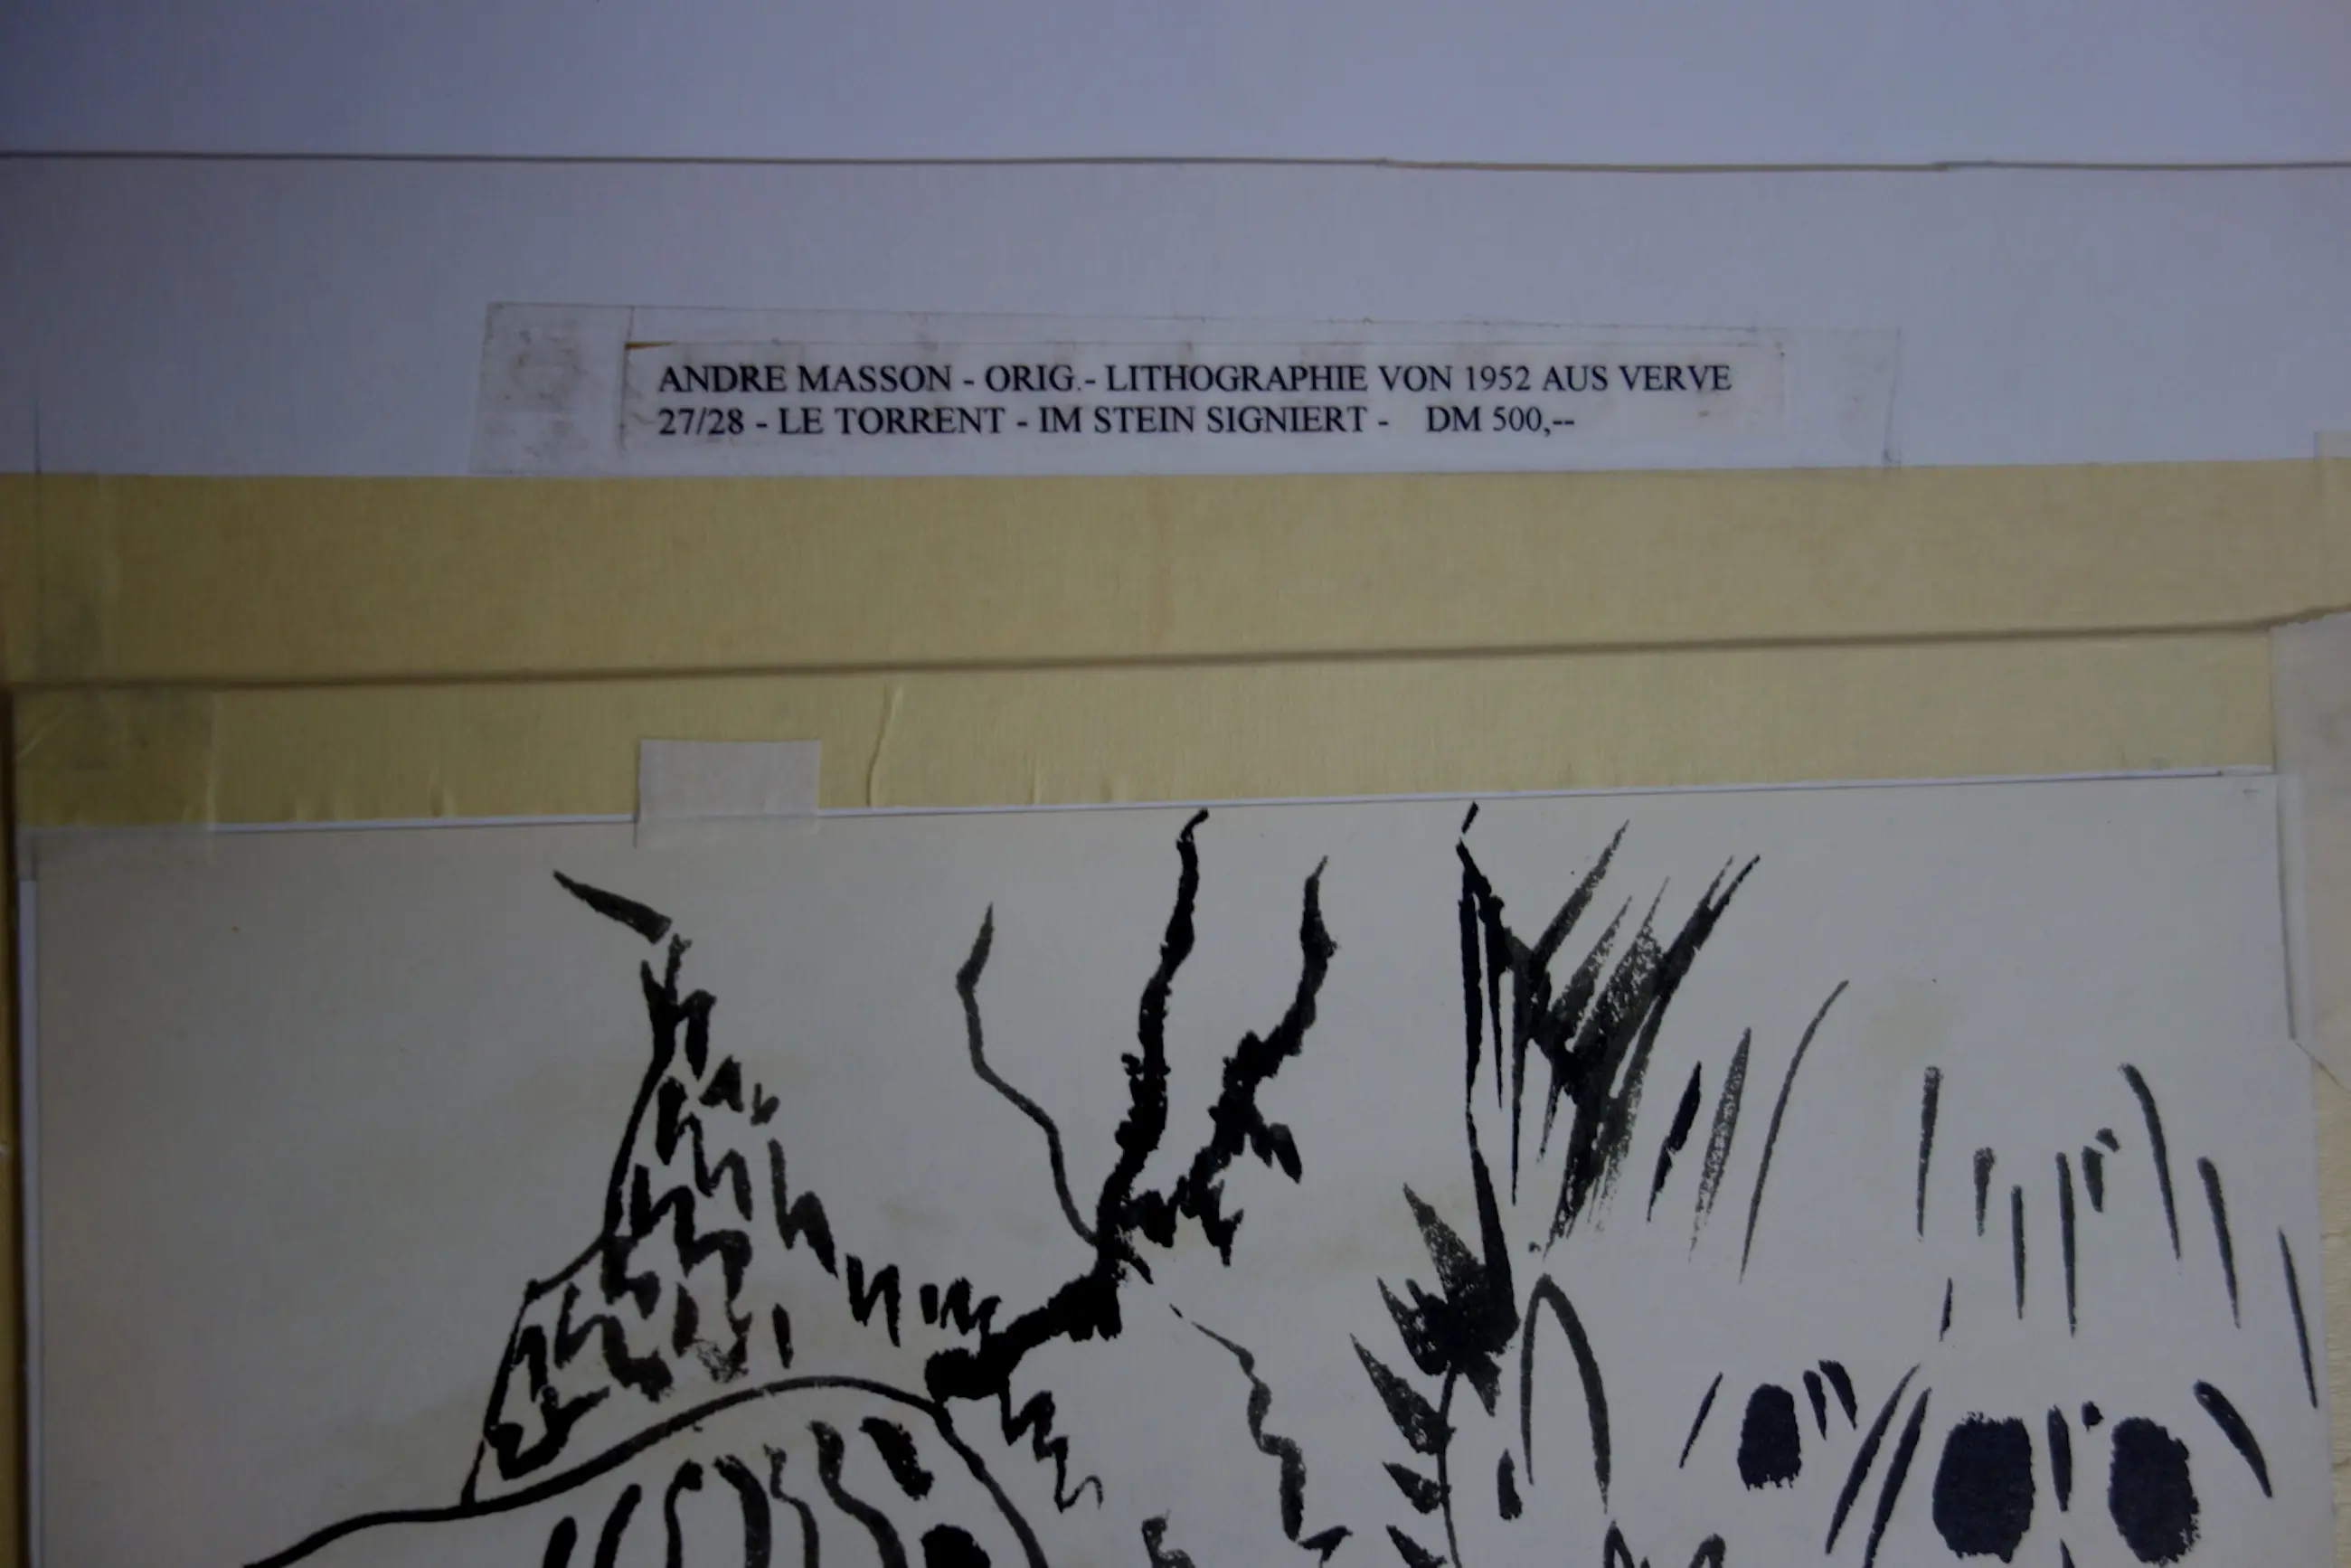 ANDRE MASSON - ORIG.- LITHOGRAPHIE VON 1952 AUS VERVE
27/28 - LE TORRENT - IM STEIN SIGNIERT - DM 500,--